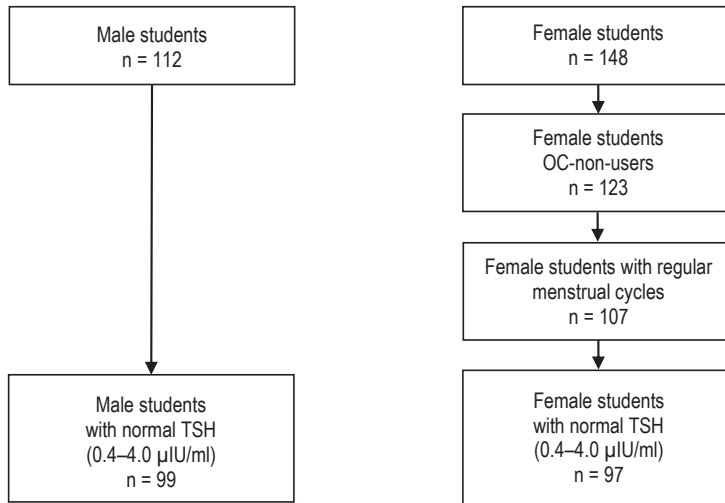 Male students
n = 112
Female students
n = 148
Female students
OC-non-users
n = 123
Female students with regular
menstrual cycles
n = 107
Male students
with normal TSH
(0.4–4.0 µIU/ml)
n = 99
Female students
with normal TSH
(0.4–4.0 µIU/ml)
n = 97